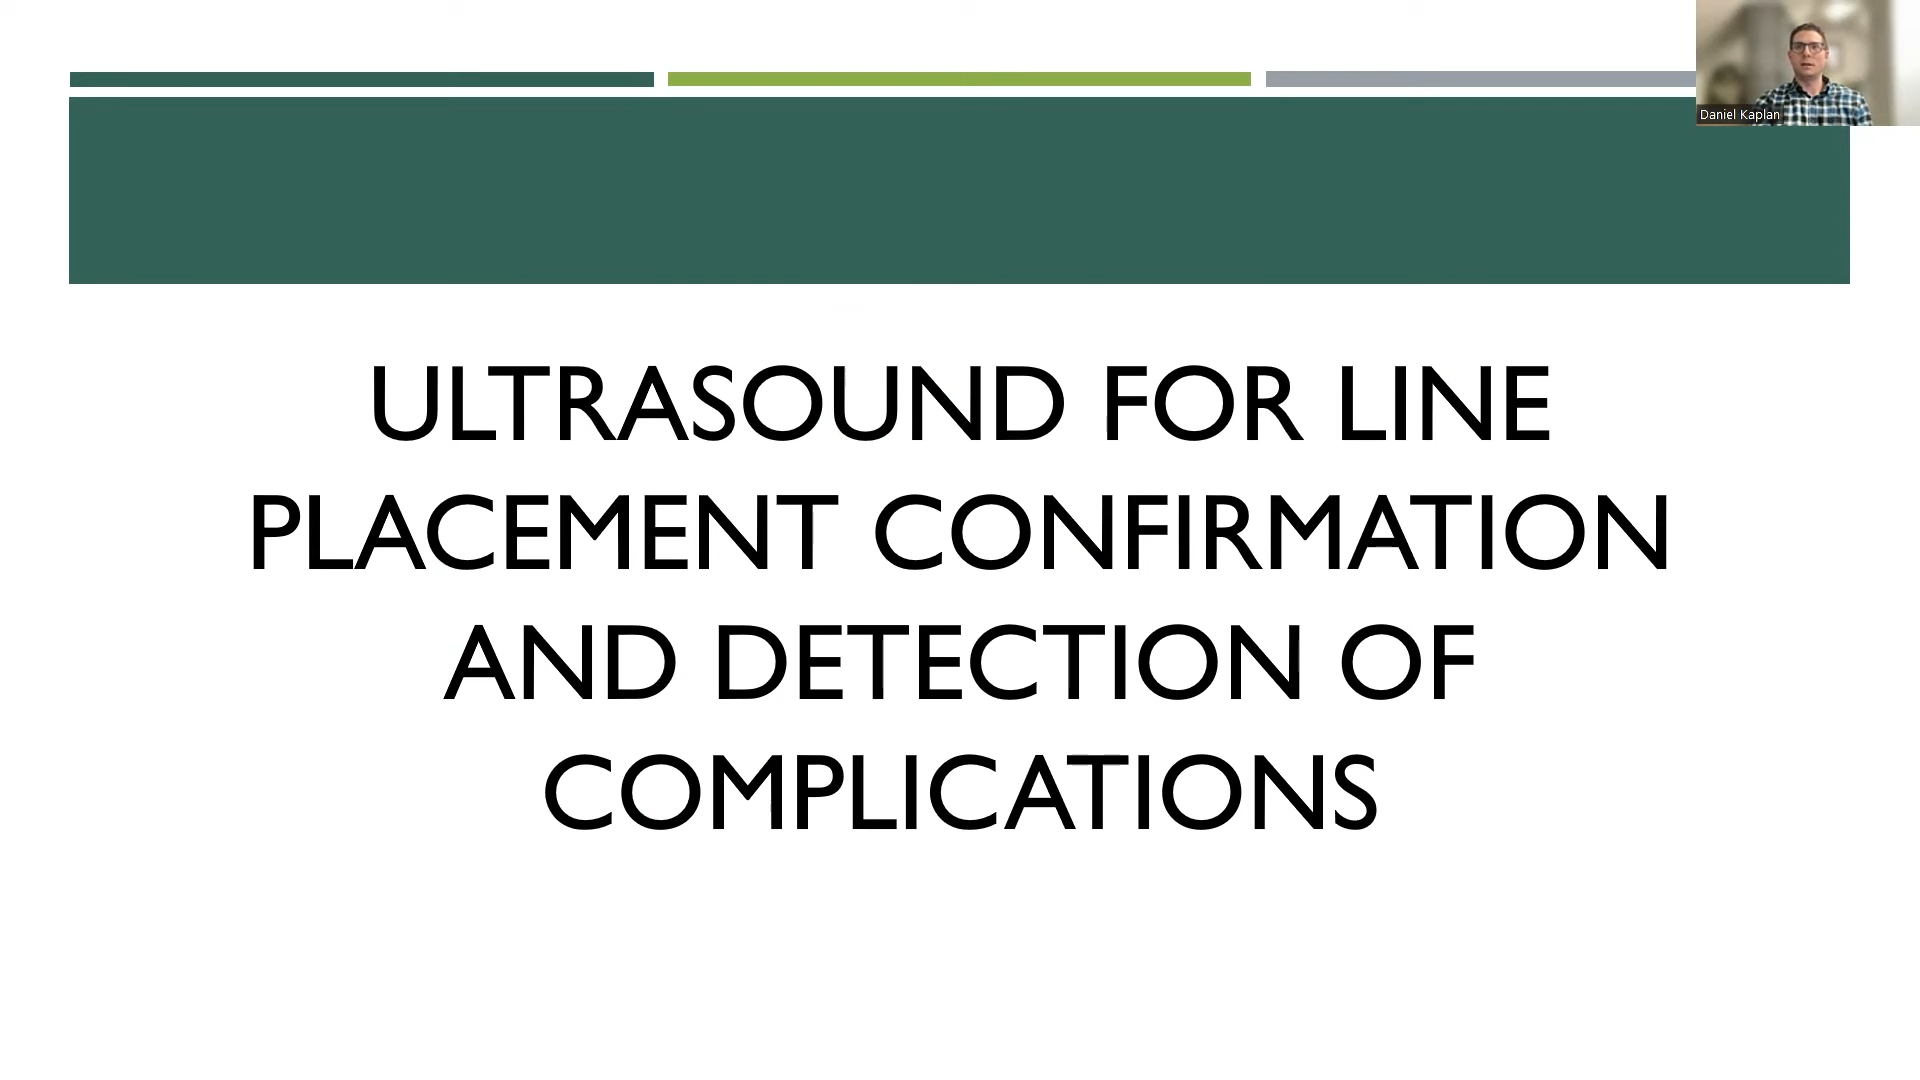 Daniel Kaplan
ULTRASOUND FOR LINE
PLACEMENT CONFIRMATION
AND DETECTION OF
COMPLICATIONS